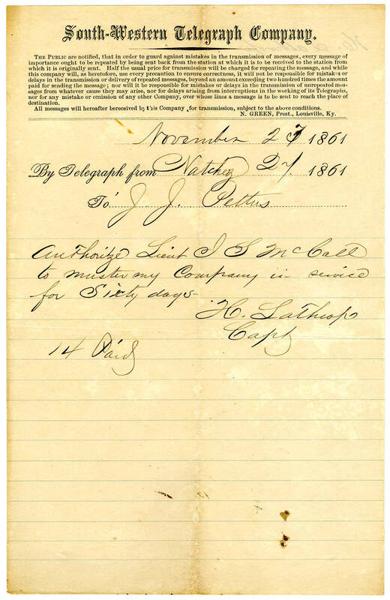 South-Western Telegraph Company.
THE PUBLIC are notified, that in order to guard against mistakes in the transmission of messages, every message of
importance ought to be repeated by being sent back from the station at which it is to be received to the station from
which it is originally sent. Half the usual price for transmission will be charged for repeating the message, and while
this company will, as heretofore, use every precaution to ensure correctness, it will not be responsible for mistakes or
delays in the transmission or delivery of repeated messages, beyond an amount exceeding two hundred times the amount
paid for sending the message; nor will it be responsible for mistakes or delays in the transmission of unrepeated mes-
sages from whatever cause they may arise, nor for delays arising from interruptions in the working of its Telegraphs,
nor for any mistake or omission of any other Company, over whose lines a message is to be sent to reach the place of
destination.
All messages will hereafter be received by this Company for transmission, subject to the above conditions.
N. GREEN, Prest., Louisville, Ky.
November 27 1861
By Telegraph from Natchez 27 1861
To J. J. Pettus
Authorize Lieut J S McCall
to muster my Company in service
for Sixty days
H. Lathrop
Capt
14 Paid